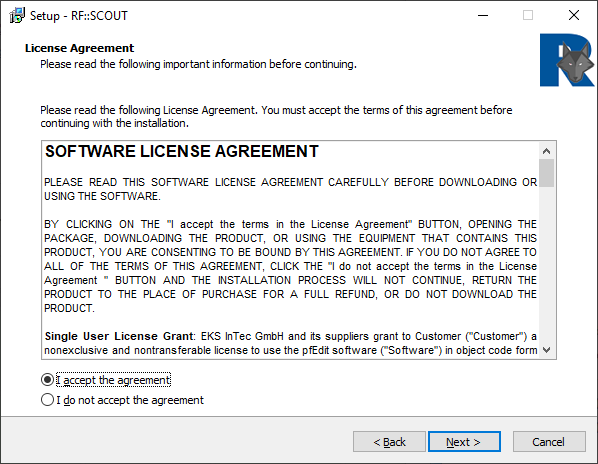 Setup - RF::SCOUT
License Agreement
Please read the following important information before continuing.
R
Please read the following License Agreement. You must accept the terms of this agreement before
continuing with the installation.
SOFTWARE LICENSE AGREEMENT
PLEASE READ THIS SOFTWARE LICENSE AGREEMENT CAREFULLY BEFORE DOWNLOADING OR
USING THE SOFTWARE.
BY CLICKING ON THE "I accept the terms in the License Agreement" BUTTON, OPENING THE
PACKAGE, DOWNLOADING THE PRODUCT, OR USING THE EQUIPMENT THAT CONTAINS THIS
PRODUCT, YOU ARE CONSENTING TO BE BOUND BY THIS AGREEMENT. IF YOU DO NOT AGREE TO
ALL OF THE TERMS OF THIS AGREEMENT, CLICK THE "I do not accept the terms in the License
Agreement " BUTTON AND THE INSTALLATION PROCESS WILL NOT CONTINUE, RETURN THE
PRODUCT TO THE PLACE OF PURCHASE FOR A FULL REFUND, OR DO NOT DOWNLOAD THE
PRODUCT.
Single User License Grant: EKS InTec GmbH and its suppliers grant to Customer ("Customer") a
nonexclusive and nontransferable license to use the pfEdit software ("Software") in object code form
I accept the agreement
I do not accept the agreement
< Back
Next >
Cancel